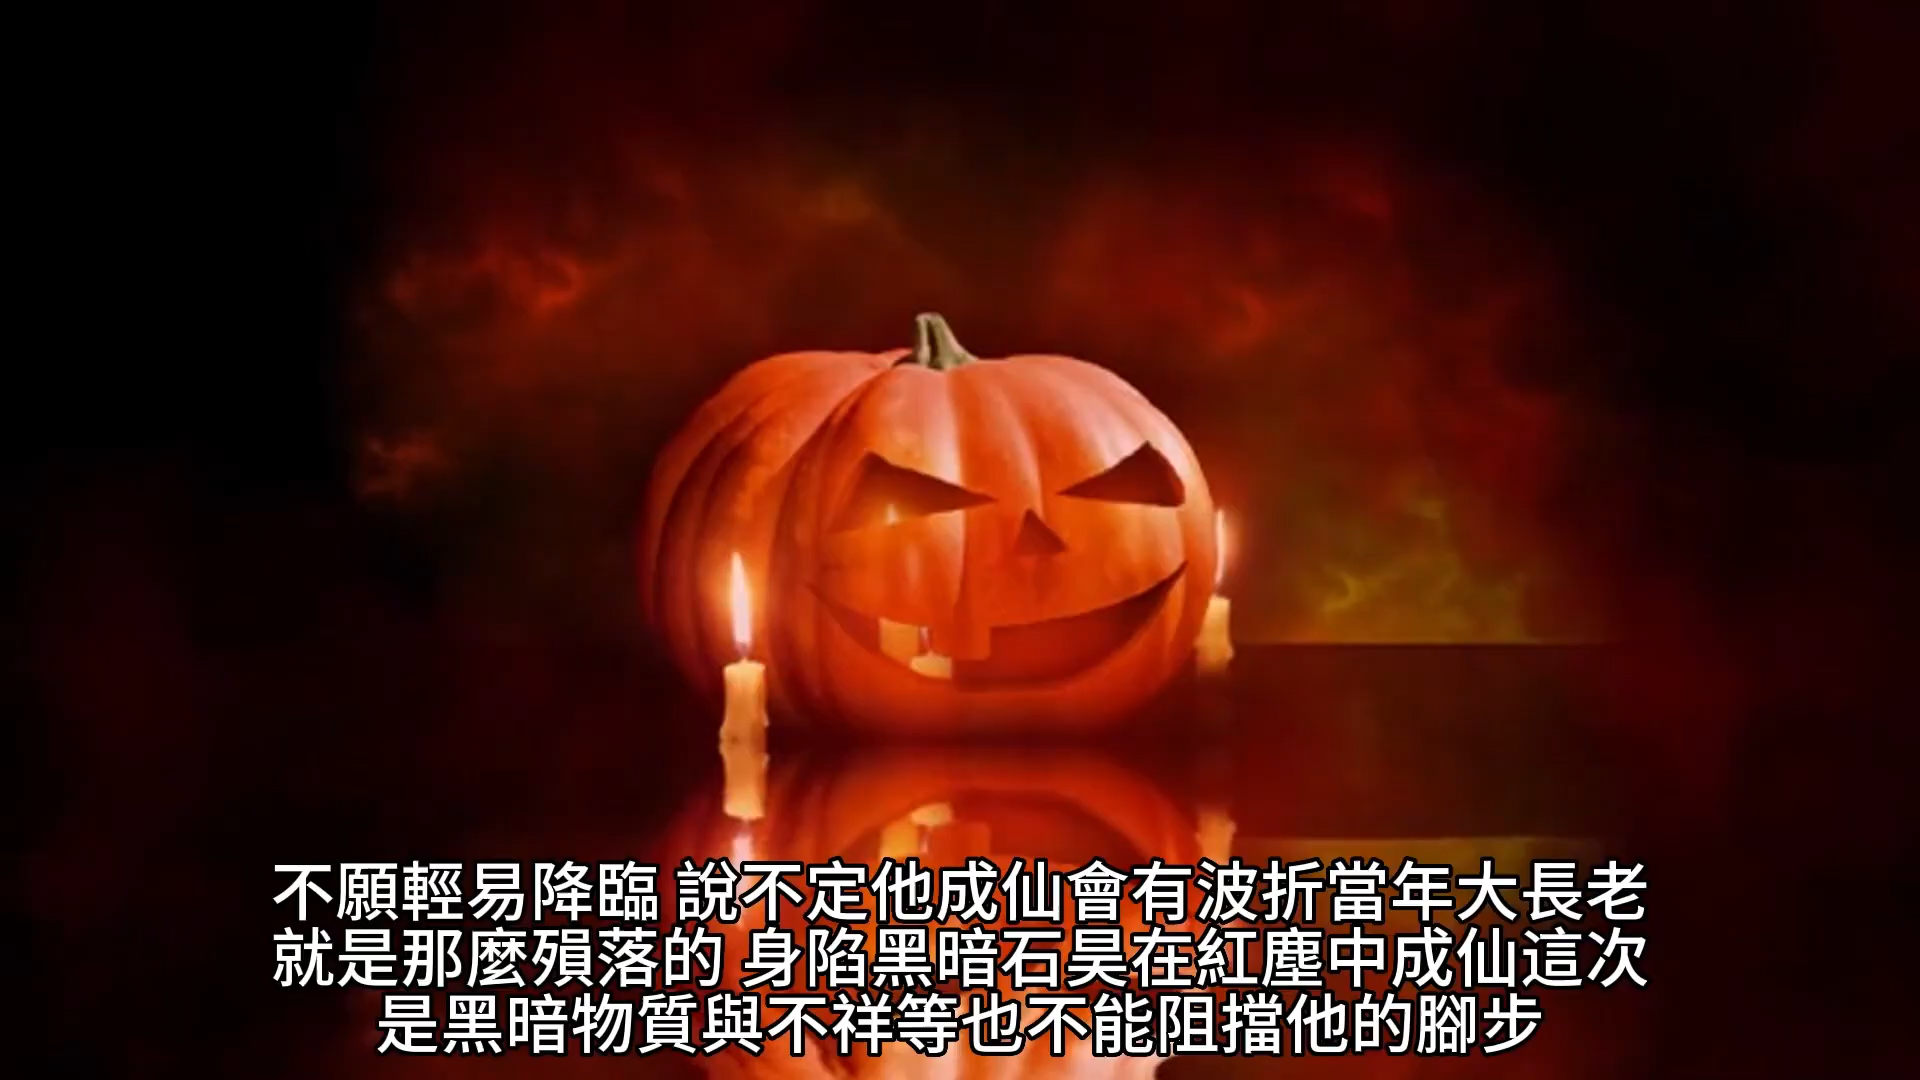 不願輕易降臨 說不定他成仙會有波折當年大長老
就是那麼殞落的 身陷黑暗石昊在紅塵中成仙這次
是黑暗物質與不祥等也不能阻擋他的腳步